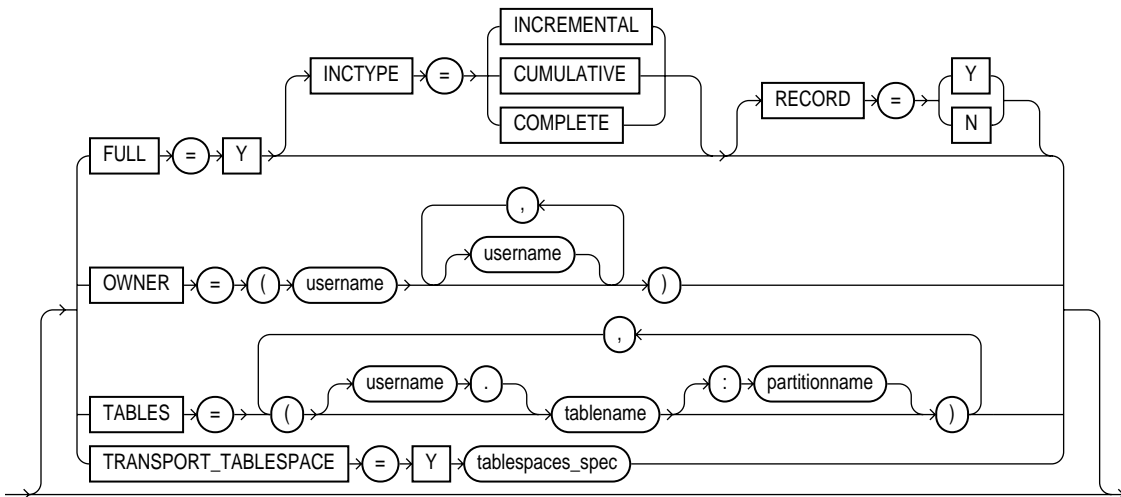 INCREMENTAL
INCTYPE = CUMULATIVE
COMPLETE
RECORD = Y
N
FULL = Y
,
username
OWNER = ( username )
,
username . : partitionname
TABLES = ( tablename )
TRANSPORT_TABLESPACE = Y tablespaces_spec